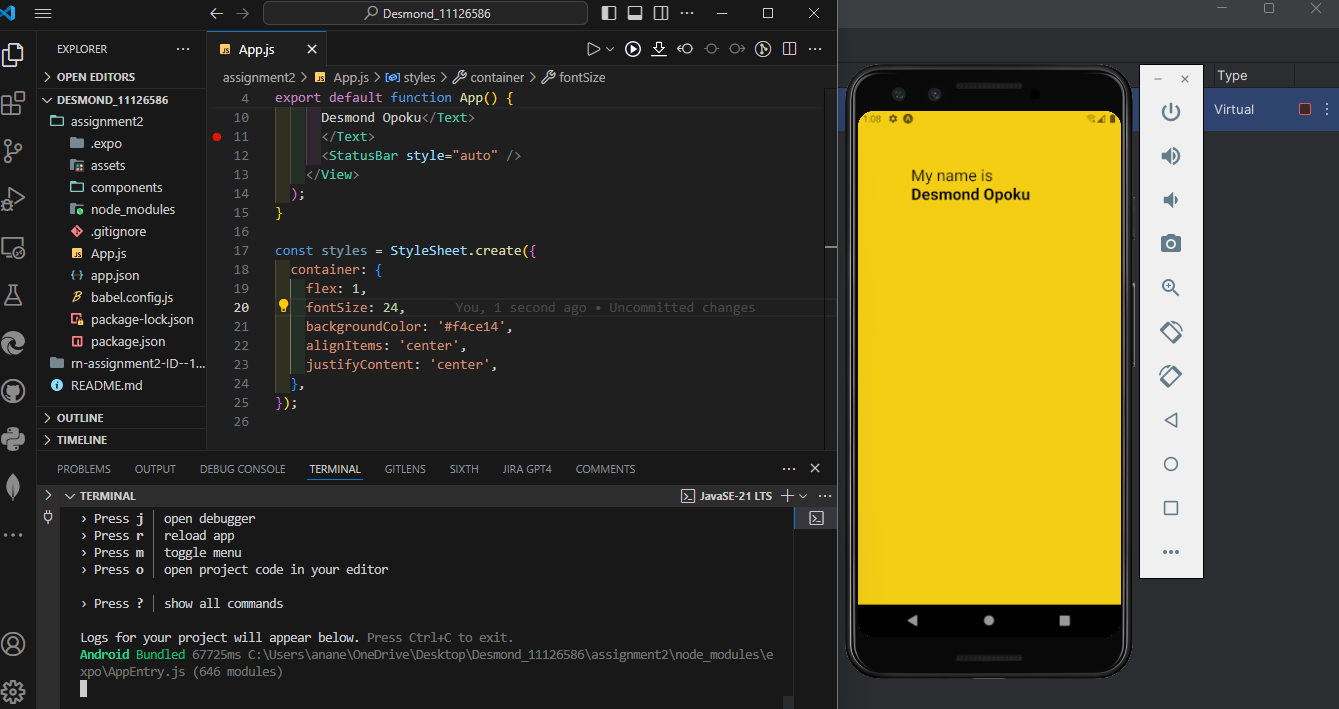 Desmond_11126586
EXPLORER
OPEN EDITORS
DESMOND_11126586
assignment2
.expo
assets
components
node_modules
.gitignore
App.js
app.json
babel.config.js
package-lock.json
package.json
rn-assignment2-ID--1...
README.md
OUTLINE
TIMELINE
App.js
assignment2 > App.js > styles > container > fontSize
4 export default function App() {
10 Desmond Opoku</Text>
11 </Text>
12 <StatusBar style="auto" />
13 </View>
14 );
15 }
16
17 const styles = StyleSheet.create({
18 container: {
19 flex: 1,
20 fontSize: 24, You, 1 second ago • Uncommitted changes
21 backgroundColor: '#f4ce14',
22 alignItems: 'center',
23 justifyContent: 'center',
24 },
25 });
26
PROBLEMS OUTPUT DEBUG CONSOLE TERMINAL GITLENS SIXTH JIRA GPT4 COMMENTS
TERMINAL
JavaSE-21 LTS
› Press j │ open debugger
› Press r │ reload app
› Press m │ toggle menu
› Press o │ open project code in your editor
› Press ? │ show all commands
Logs for your project will appear below. Press Ctrl+C to exit.
Android Bundled 67725ms C:\Users\anane\OneDrive\Desktop\Desmond_11126586\assignment2\node_modules\e
xpo\AppEntry.js (646 modules)
1:08
My name is
Desmond Opoku
Type
Virtual